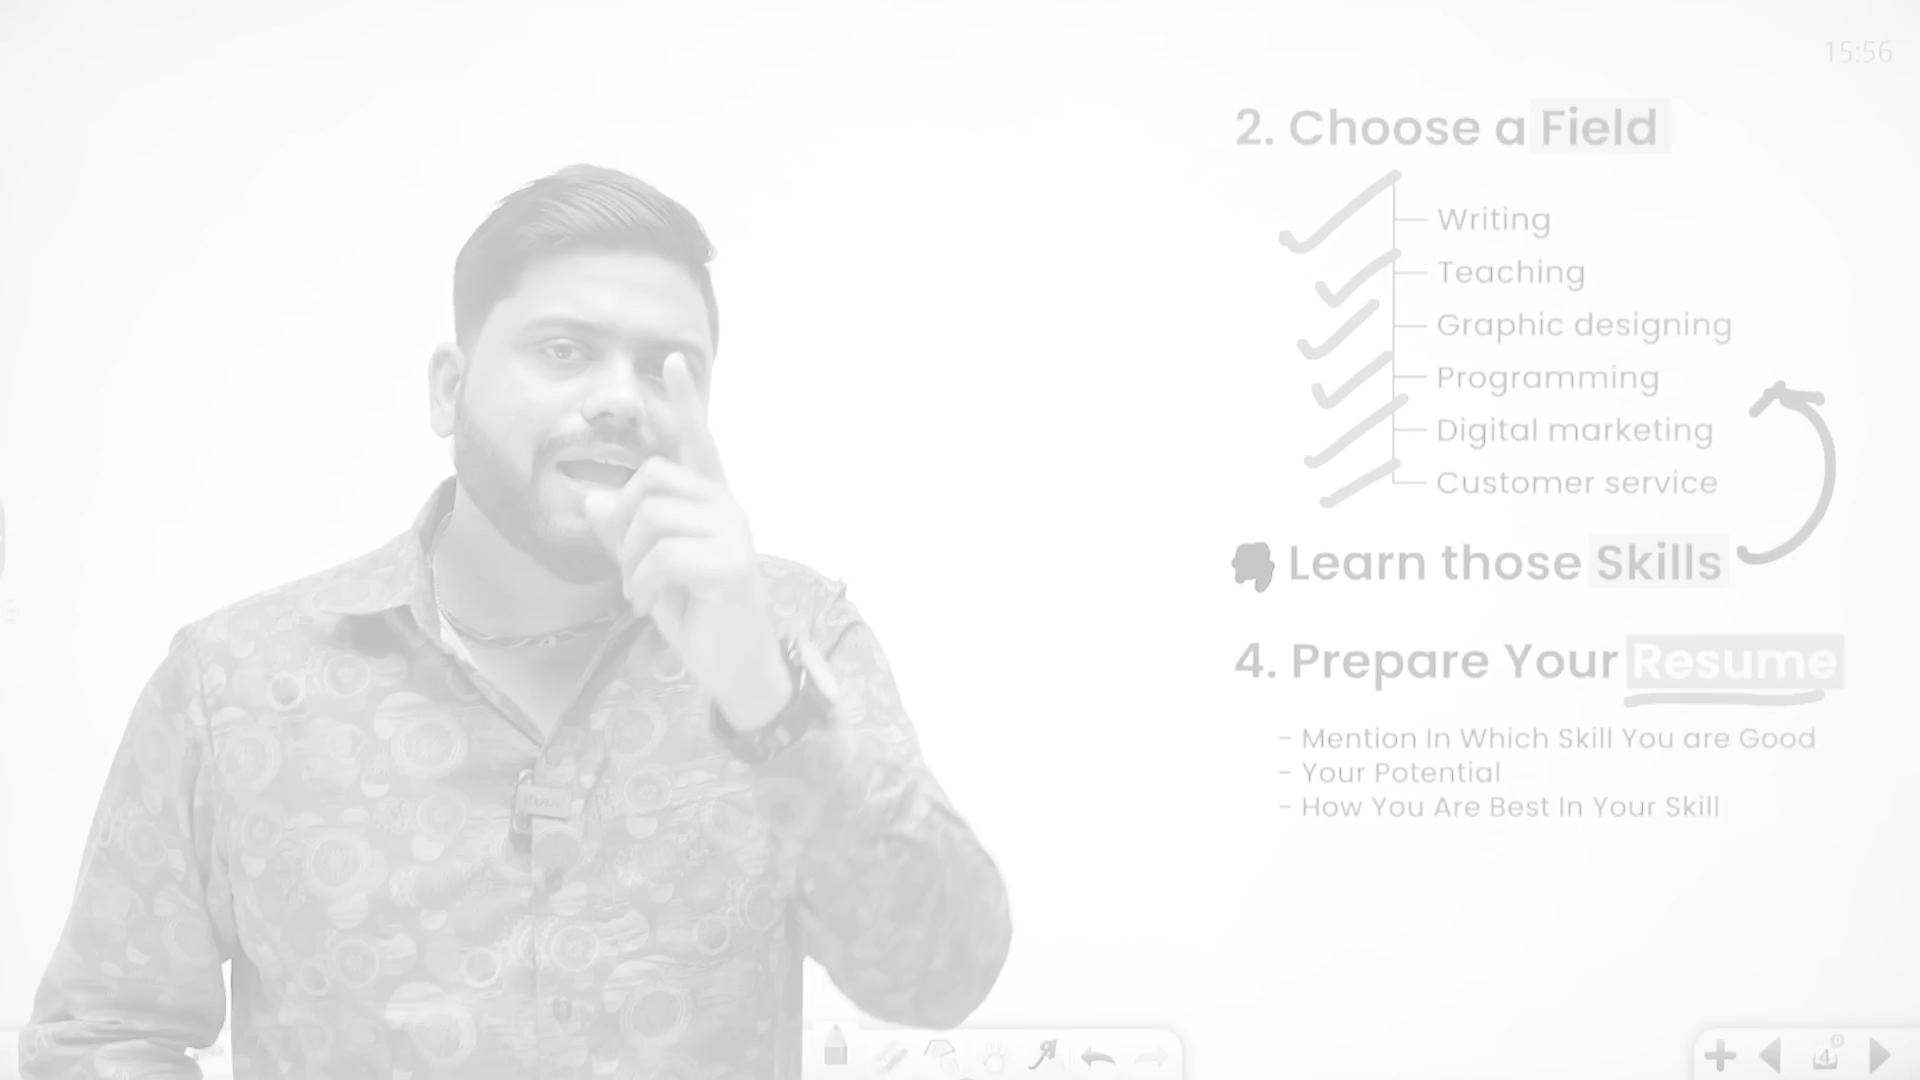 15:56
2. Choose a Field
Writing
Teaching
Graphic designing
Programming
Digital marketing
Customer service
Learn those Skills
4. Prepare Your Resume
- Mention In Which Skill You are Good
- Your Potential
- How You Are Best In Your Skill
4